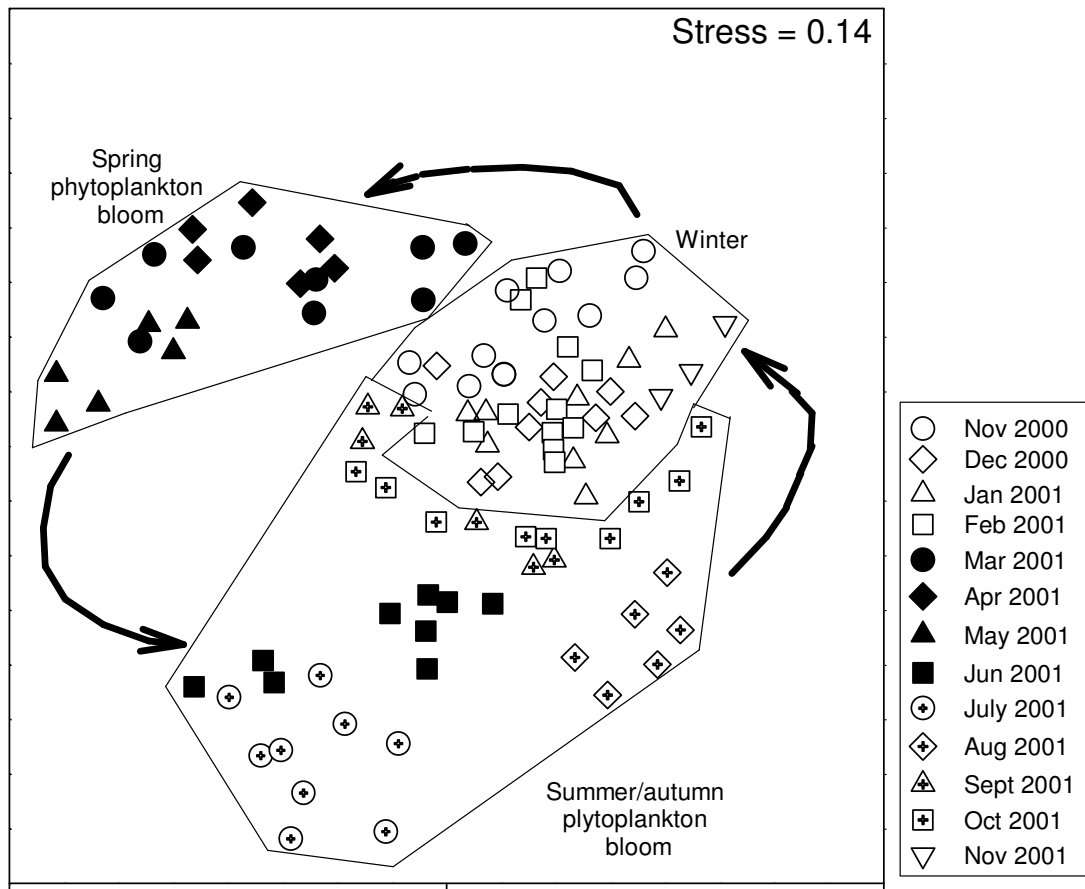 Stress = 0.14
Spring
phytoplankton
bloom
Winter
Summer/autumn
plytoplankton
bloom
Nov 2000
Dec 2000
Jan 2001
Feb 2001
Mar 2001
Apr 2001
May 2001
Jun 2001
July 2001
Aug 2001
Sept 2001
Oct 2001
Nov 2001